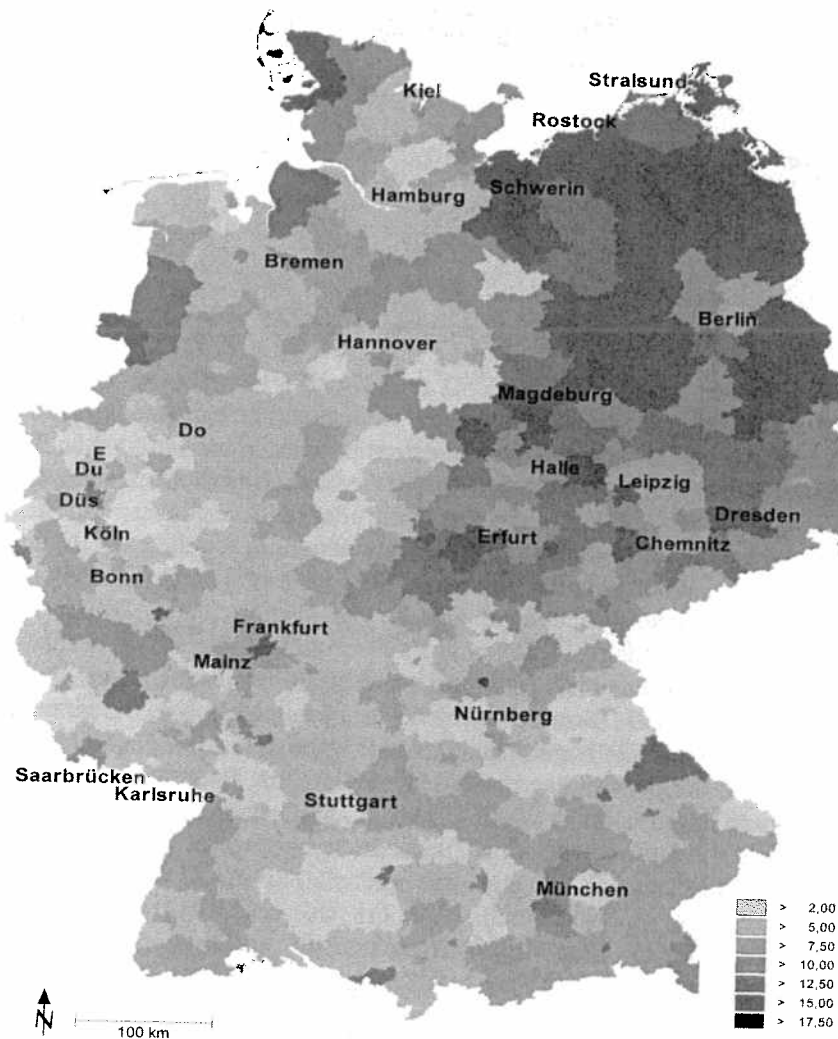 Kiel
Stralsund
Rostock
Hamburg
Schwerin
Bremen
Berlin
Hannover
Magdeburg
Do
E
Du
Halle
Leipzig
Düs
Dresden
Köln
Erfurt
Chemnitz
Bonn
Frankfurt
Mainz
Nürnberg
Saarbrücken
Karlsruhe
Stuttgart
München
> 2,00
> 5,00
> 7,50
> 10,00
> 12,50
> 15,00
> 17,50
N
100 km